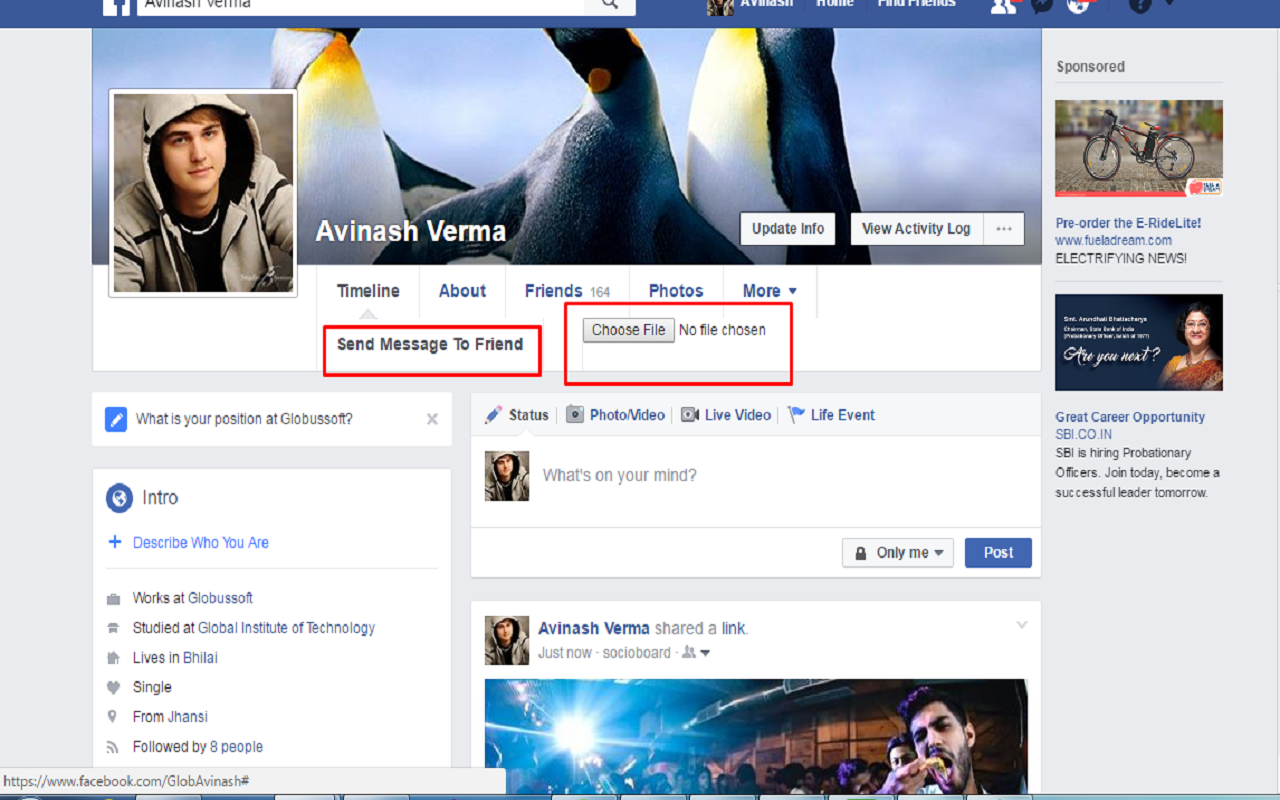 Avinash Verma
Avinash Home Find Friends
Avinash Verma
Update Info
View Activity Log
Timeline
About
Friends 164
Photos
More
Send Message To Friend
Choose File No file chosen
What is your position at Globussoft?
Intro
Describe Who You Are
Works at Globussoft
Studied at Global Institute of Technology
Lives in Bhilai
Single
From Jhansi
Followed by 8 people
Status
Photo/Video
Live Video
Life Event
What's on your mind?
Only me
Post
Avinash Verma shared a link.
Just now · socioboard ·
Sponsored
Pre-order the E-RideLite!
www.fueladream.com
ELECTRIFYING NEWS!
Smt. Arundhati Bhattacharya
Chairman, State Bank of India
Are you next?
Great Career Opportunity
SBI.CO.IN
SBI is hiring Probationary
Officers. Join today, become a
successful leader tomorrow.
https://www.facebook.com/GlobAvinash#